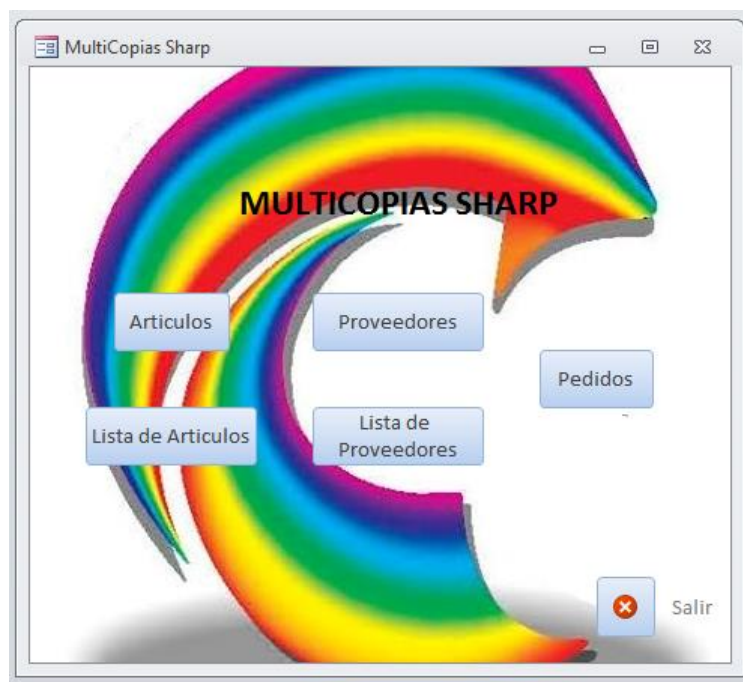 MultiCopias Sharp
MULTICOPIAS SHARP
Articulos
Proveedores
Pedidos
Lista de Articulos
Lista de
Proveedores
Salir